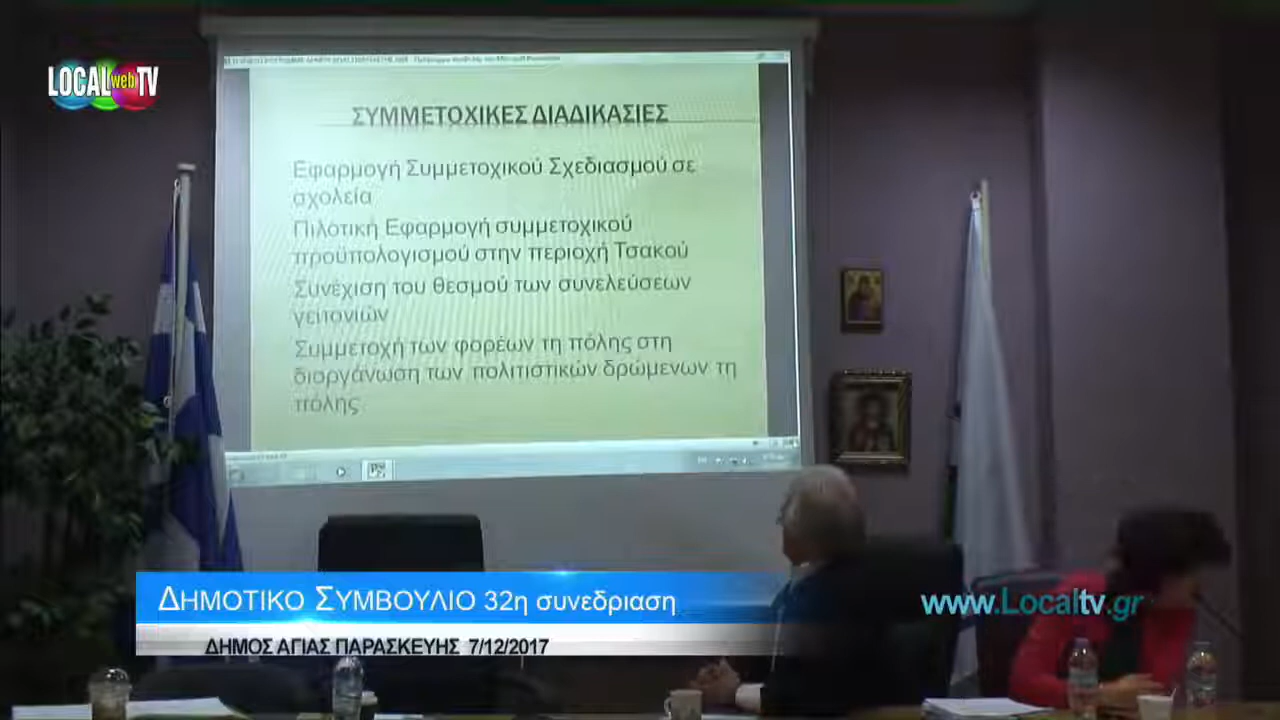 LOCAL web TV
ΣΥΜΜΕΤΟΧΙΚΕΣ ΔΙΑΔΙΚΑΣΙΕΣ
Εφαρμογή Συμμετοχικού Σχεδιασμού σε
σχολεία
Πιλοτική Εφαρμογή συμμετοχικού
προϋπολογισμού στην περιοχή Τσακού
Συνέχιση του θεσμού των συνελεύσεων
γειτονιών
Συμμετοχή των φορέων τη πόλης στη
διοργάνωση των πολιτιστικών δρώμενων τη
πόλης
ΔΗΜΟΤΙΚΟ ΣΥΜΒΟΥΛΙΟ 32η συνεδριαση
www.Localtv.gr
ΔΗΜΟΣ ΑΓΙΑΣ ΠΑΡΑΣΚΕΥΗΣ 7/12/2017